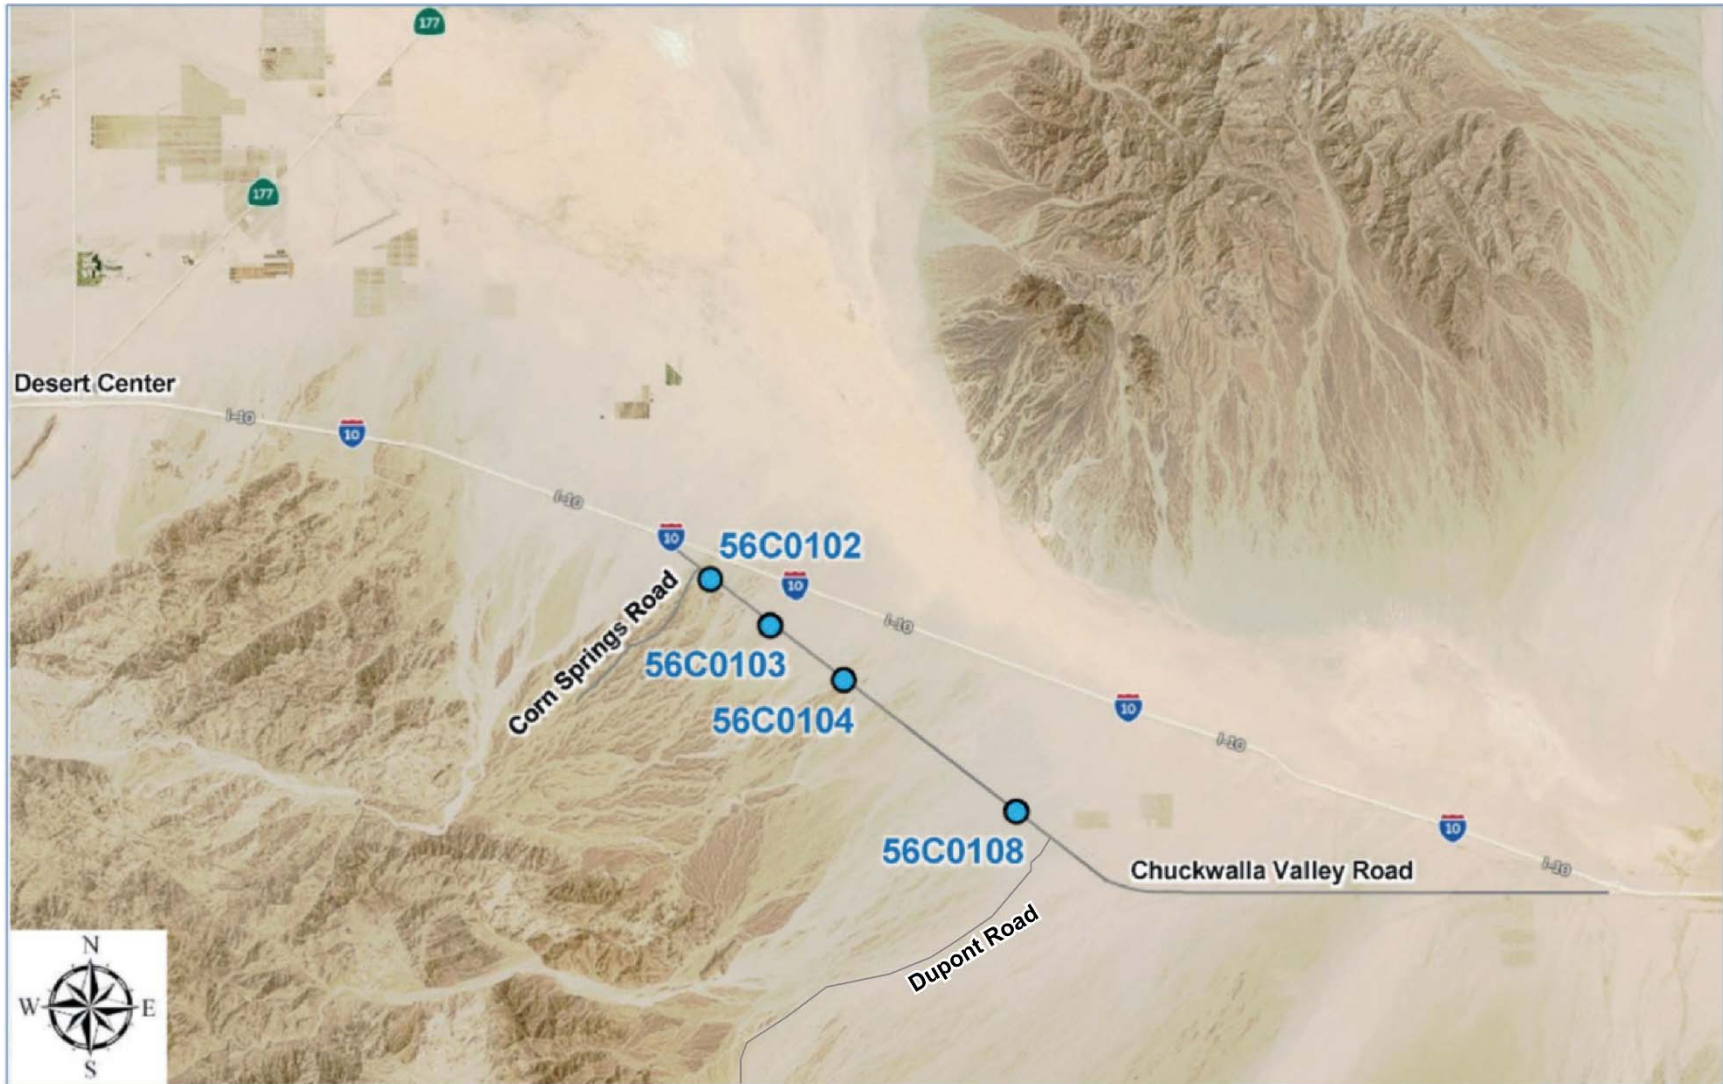 177
177
Desert Center
I-10
10
I-10
10
56C0102
10
Corn Springs Road
I-10
56C0103
56C0104
10
I-10
56C0108
10
I-10
Chuckwalla Valley Road
Dupont Road
N
W E
S